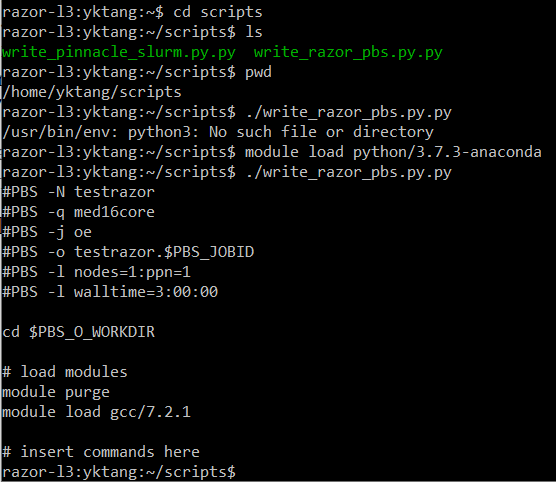 razor-l3:yktang:~$ cd scripts
razor-l3:yktang:~/scripts$ ls
write_pinnacle_slurm.py.py  write_razor_pbs.py.py
razor-l3:yktang:~/scripts$ pwd
/home/yktang/scripts
razor-l3:yktang:~/scripts$ ./write_razor_pbs.py.py
/usr/bin/env: python3: No such file or directory
razor-l3:yktang:~/scripts$ module load python/3.7.3-anaconda
razor-l3:yktang:~/scripts$ ./write_razor_pbs.py.py
#PBS -N testrazor
#PBS -q med16core
#PBS -j oe
#PBS -o testrazor.$PBS_JOBID
#PBS -l nodes=1:ppn=1
#PBS -l walltime=3:00:00

cd $PBS_O_WORKDIR

# load modules
module purge
module load gcc/7.2.1

# insert commands here
razor-l3:yktang:~/scripts$